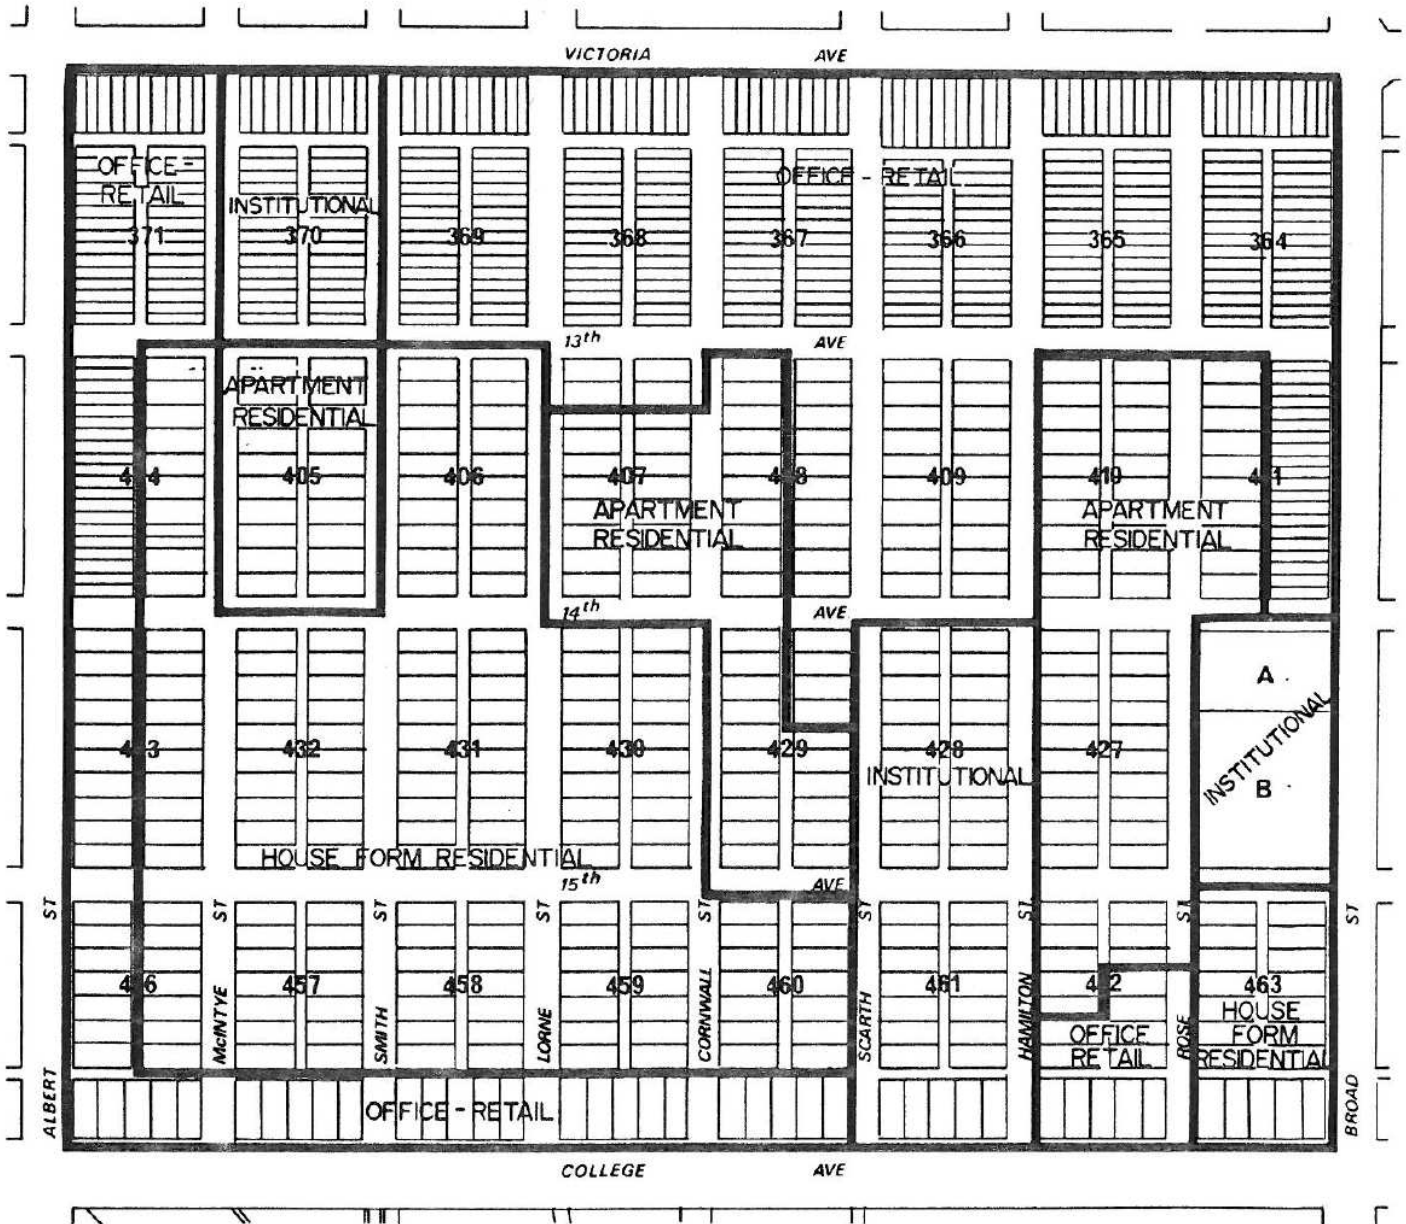 VICTORIA AVE
OFFICE -
RETAIL
INSTITUTIONAL
OFFICE - RETAIL
371 370 369 368 367 366 365 364
13th AVE
APARTMENT
RESIDENTIAL
405 406 407 409
APARTMENT
RESIDENTIAL
APARTMENT
RESIDENTIAL
14th AVE
A
INSTITUTIONAL
B
432 431 430 429 428 427
INSTITUTIONAL
HOUSE FORM RESIDENTIAL
15th AVE
ALBERT ST
McINTYE ST
SMITH ST
LORNE ST
CORNWALL ST
SCARTH ST
HAMILTON ST
ROSE ST
BROAD ST
457 458 459 460 461 463
OFFICE
RETAIL
HOUSE
FORM
RESIDENTIAL
OFFICE - RETAIL
COLLEGE AVE